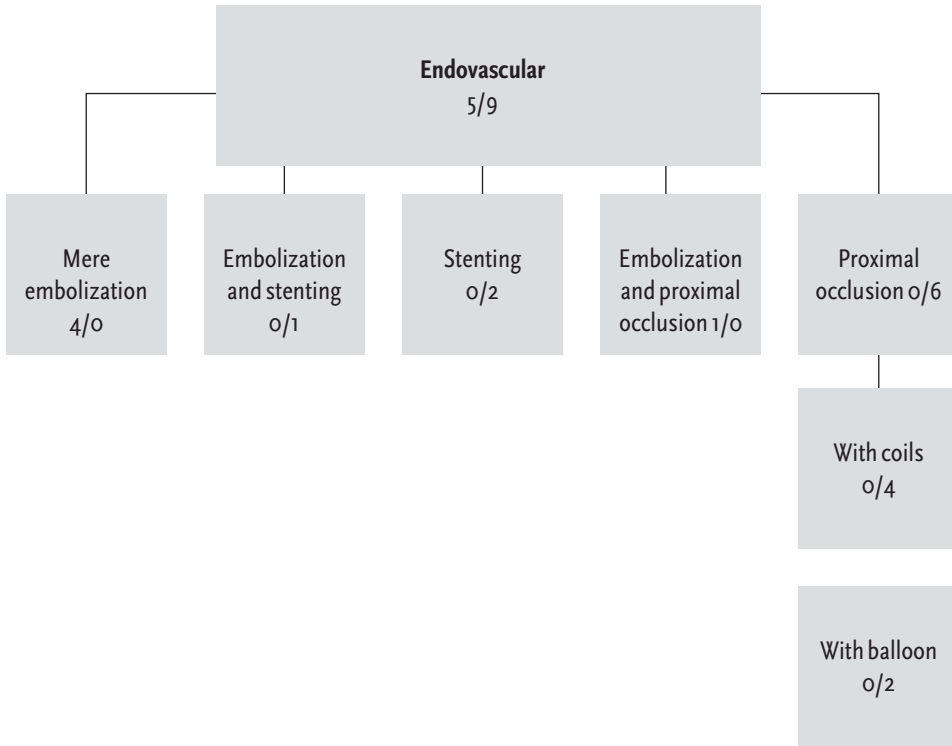 Endovascular
5/9
Mere
embolization
4/0
Embolization
and stenting
0/1
Stenting
0/2
Embolization
and proximal
occlusion 1/0
Proximal
occlusion 0/6
With coils
0/4
With balloon
0/2